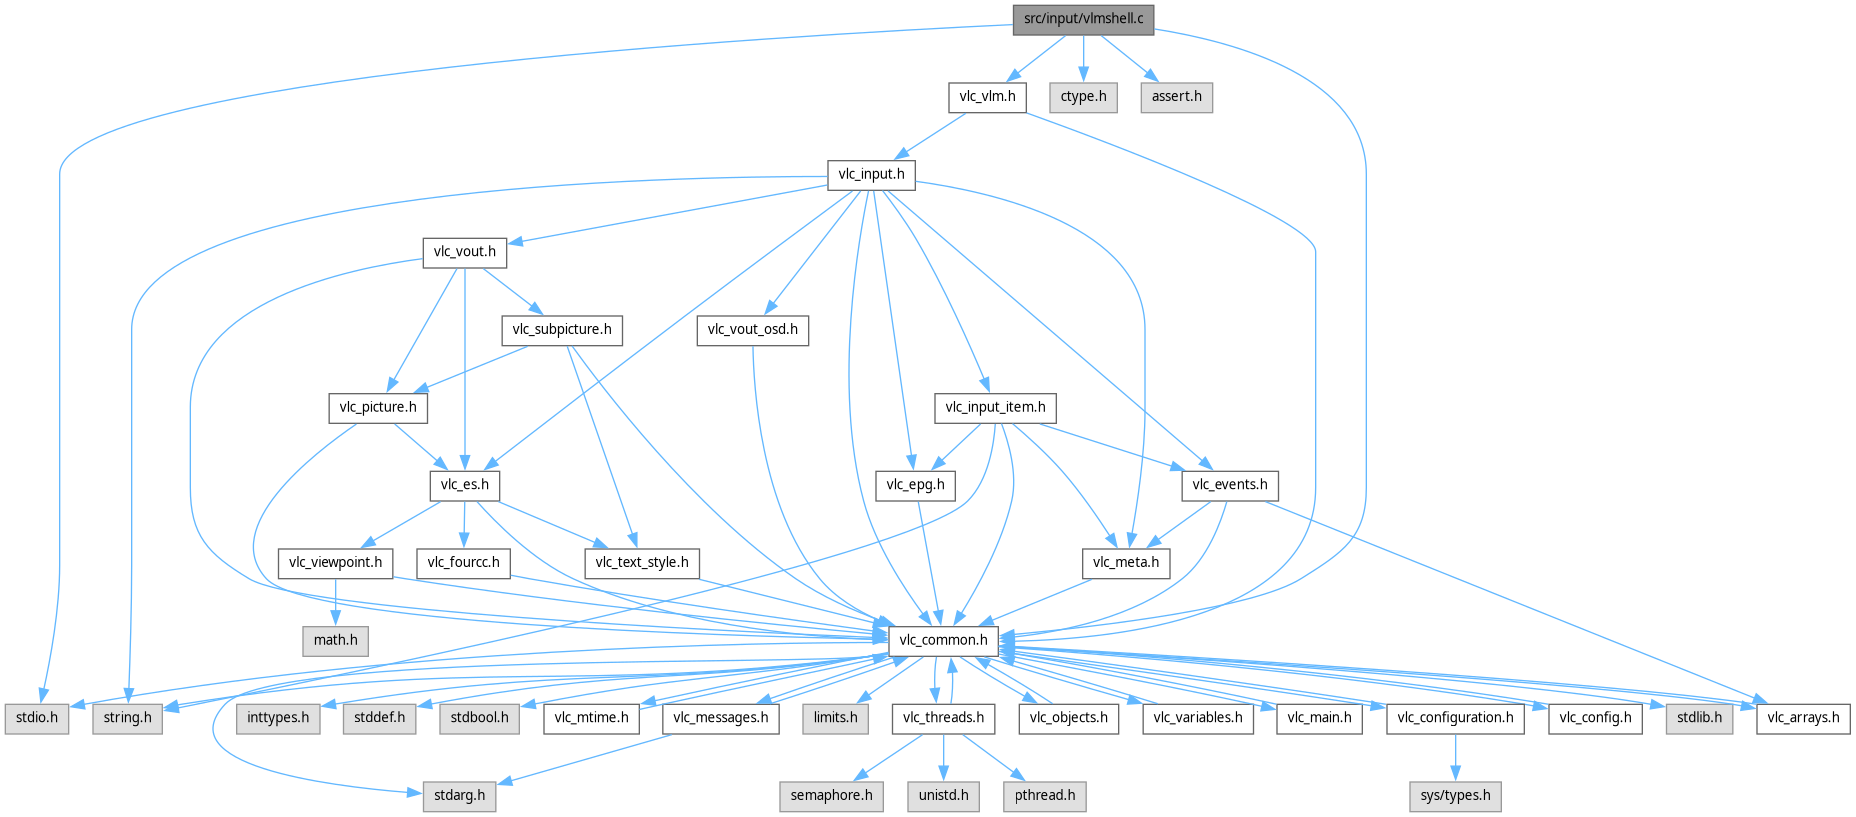 src/input/vlmshell.c
vlc_vlm.h
ctype.h
assert.h
vlc_input.h
vlc_vout.h
vlc_subpicture.h
vlc_vout_osd.h
vlc_picture.h
vlc_input_item.h
vlc_es.h
vlc_epg.h
vlc_events.h
vlc_viewpoint.h
vlc_fourcc.h
vlc_text_style.h
vlc_meta.h
math.h
vlc_common.h
stdio.h
string.h
inttypes.h
stddef.h
stdbool.h
vlc_mtime.h
vlc_messages.h
limits.h
vlc_threads.h
vlc_objects.h
vlc_variables.h
vlc_main.h
vlc_configuration.h
vlc_config.h
stdlib.h
vlc_arrays.h
stdarg.h
semaphore.h
unistd.h
pthread.h
sys/types.h